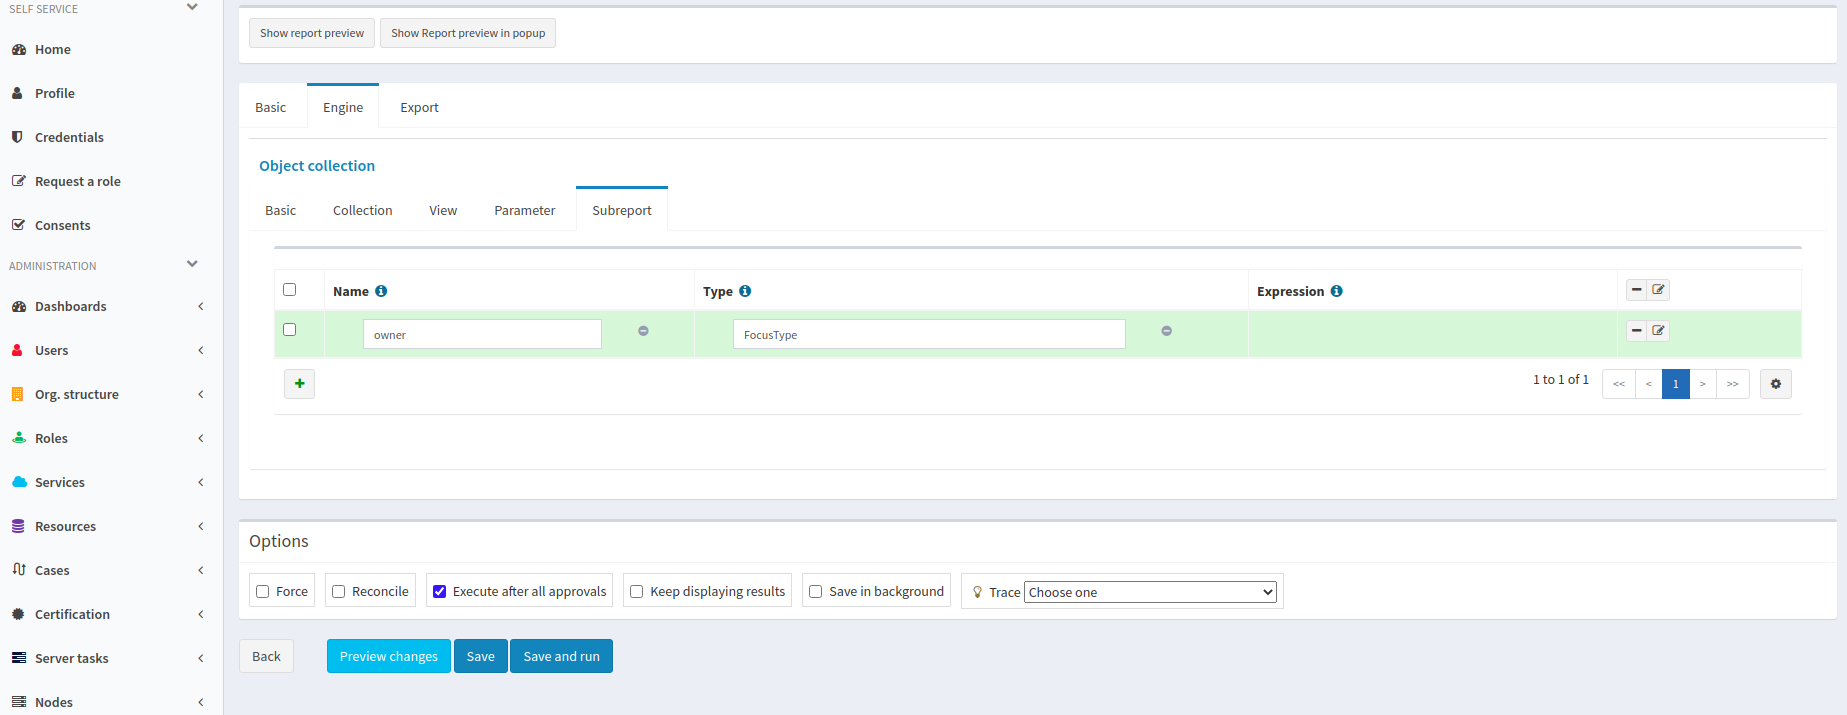 SELF SERVICE
Home
Profile
Credentials
Request a role
Consents
ADMINISTRATION
Dashboards
Users
Org. structure
Roles
Services
Resources
Cases
Certification
Server tasks
Nodes
Show report preview
Show Report preview in popup
Basic
Engine
Export
Object collection
Basic
Collection
View
Parameter
Subreport
Name
Type
Expression
owner
FocusType
1 to 1 of 1
<<
<
1
>
>>
Options
Force
Reconcile
Execute after all approvals
Keep displaying results
Save in background
Trace
Choose one
Back
Preview changes
Save
Save and run